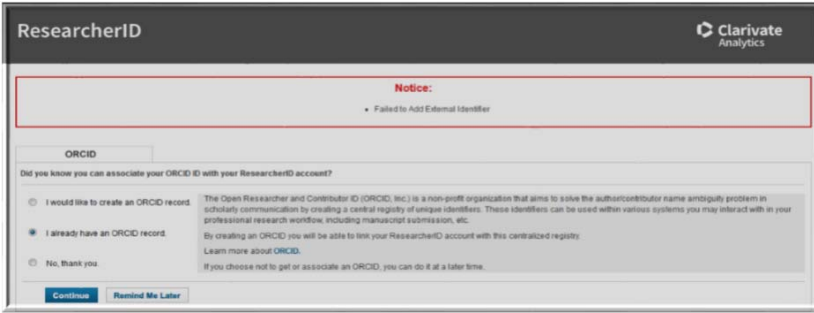 ResearcherID
Clarivate
Analytics
Notice:
• Failed to Add External Identifier
ORCID
Did you know you can associate your ORCID ID with your ResearcherID account?
I would like to create an ORCID record.
The Open Researcher and Contributor ID (ORCID, Inc.) is a non-profit organization that aims to solve the author/contributor name ambiguity problem in
scholarly communication by creating a central registry of unique identifiers. These identifiers can be used within various systems you may interact with in your
professional research workflow, including manuscript submission, etc.
I already have an ORCID record.
By creating an ORCID you will be able to link your ResearcherID account with this centralized registry.
Learn more about ORCID.
No, thank you.
If you choose not to get or associate an ORCID, you can do it at a later time.
Continue
Remind Me Later